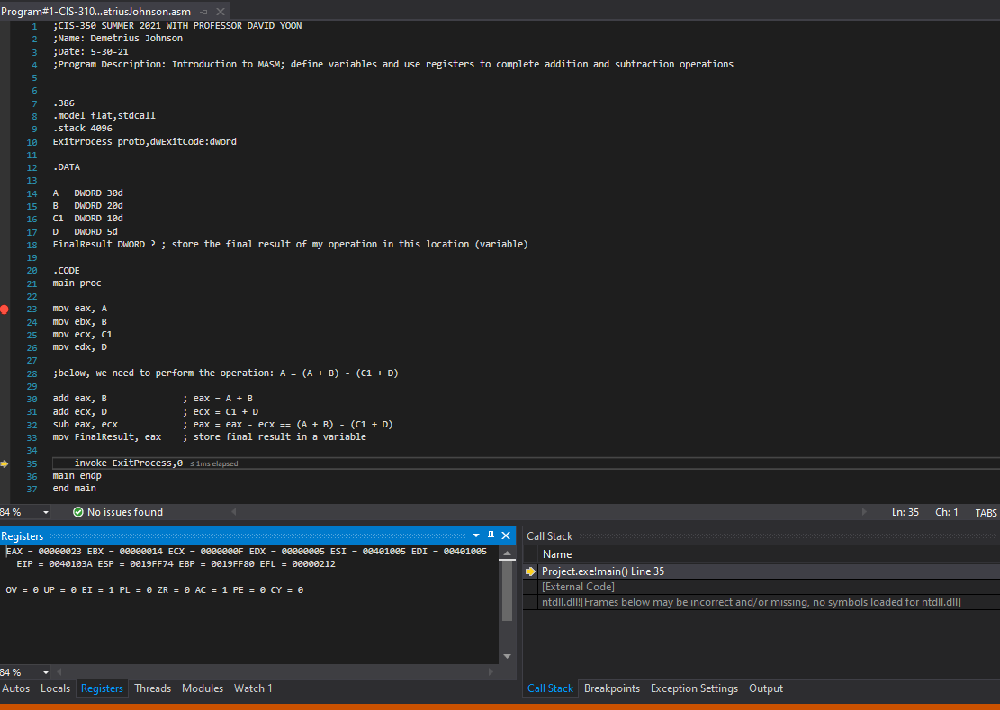 Program#1-CIS-310...etriusJohnson.asm
1 ;CIS-350 SUMMER 2021 WITH PROFESSOR DAVID YOON
2 ;Name: Demetrius Johnson
3 ;Date: 5-30-21
4 ;Program Description: Introduction to MASM; define variables and use registers to complete addition and subtraction operations
5
6
7 .386
8 .model flat,stdcall
9 .stack 4096
10 ExitProcess proto,dwExitCode:dword
11
12 .DATA
13
14 A DWORD 30d
15 B DWORD 20d
16 C1 DWORD 10d
17 D DWORD 5d
18 FinalResult DWORD ? ; store the final result of my operation in this location (variable)
19
20 .CODE
21 main proc
22
23 mov eax, A
24 mov ebx, B
25 mov ecx, C1
26 mov edx, D
27
28 ;below, we need to perform the operation: A = (A + B) - (C1 + D)
29
30 add eax, B ; eax = A + B
31 add ecx, D ; ecx = C1 + D
32 sub eax, ecx ; eax = eax - ecx == (A + B) - (C1 + D)
33 mov FinalResult, eax ; store final result in a variable
34
35 invoke ExitProcess,0 ≤ 1ms elapsed
36 main endp
37 end main
84 % No issues found Ln: 35 Ch: 1 TABS
Registers
EAX = 00000023 EBX = 00000014 ECX = 0000000F EDX = 00000005 ESI = 00401005 EDI = 00401005
EIP = 0040103A ESP = 0019FF74 EBP = 0019FF80 EFL = 00000212
OV = 0 UP = 0 EI = 1 PL = 0 ZR = 0 AC = 1 PE = 0 CY = 0
84 %
Autos Locals Registers Threads Modules Watch 1
Call Stack
Name
Project.exe!main() Line 35
[External Code]
ntdll.dll![Frames below may be incorrect and/or missing, no symbols loaded for ntdll.dll]
Call Stack Breakpoints Exception Settings Output